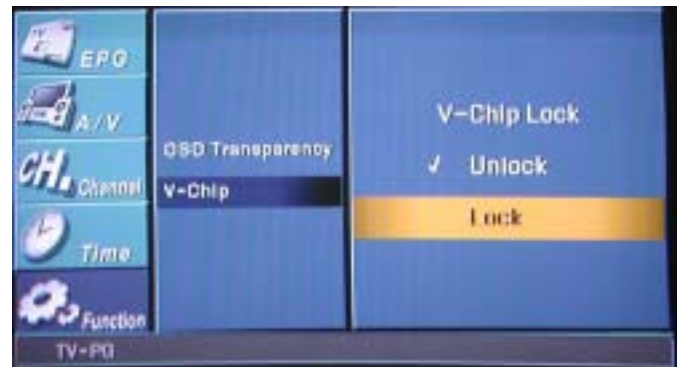 EPG
A/V
CH. Channel
Time
Function
OSD Transparency
V-Chip
V-Chip Lock
√ Unlock
Lock
TV-PG